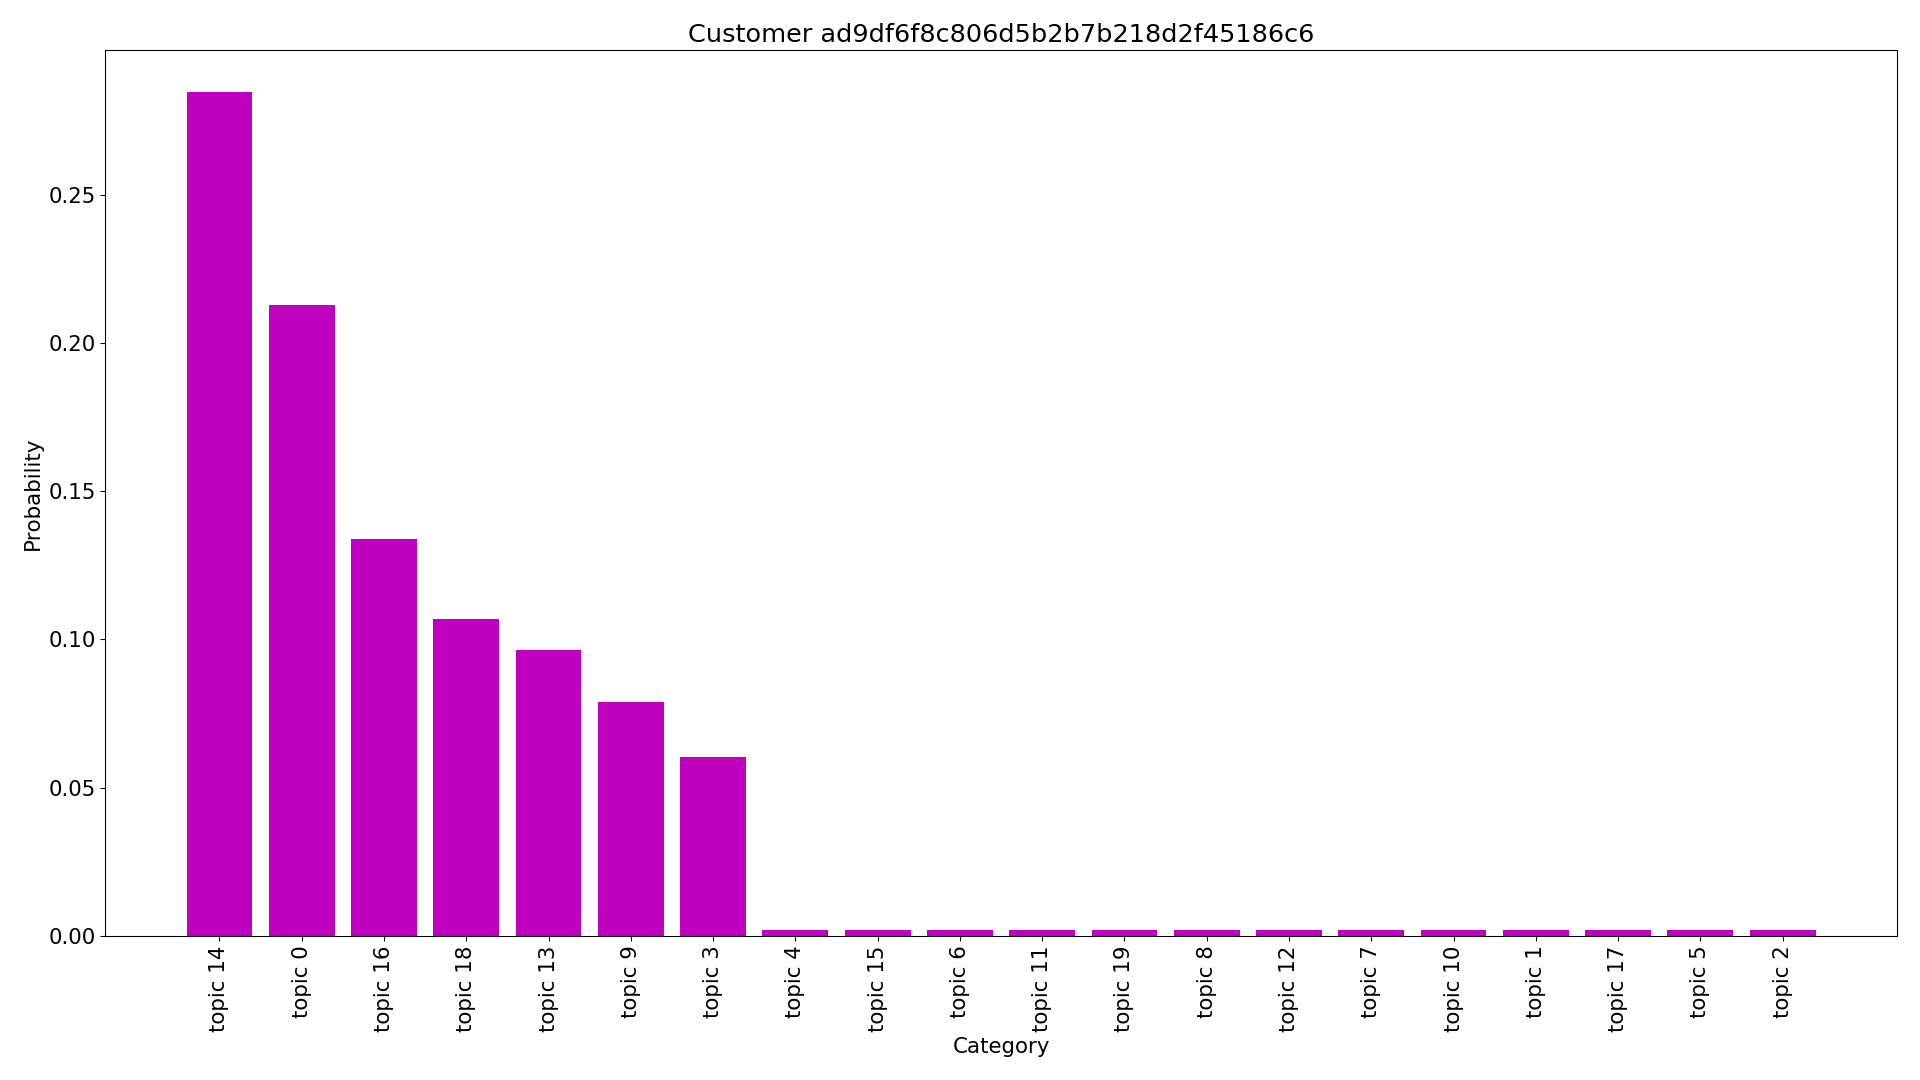 Customer ad9df6f8c806d5b2b7b218d2f45186c6
Probability
0.25
0.20
0.15
0.10
0.05
0.00
topic 14
topic 0
topic 16
topic 18
topic 13
topic 9
topic 3
topic 4
topic 15
topic 6
topic 11
topic 19
topic 8
topic 12
topic 7
topic 10
topic 1
topic 17
topic 5
topic 2
Category